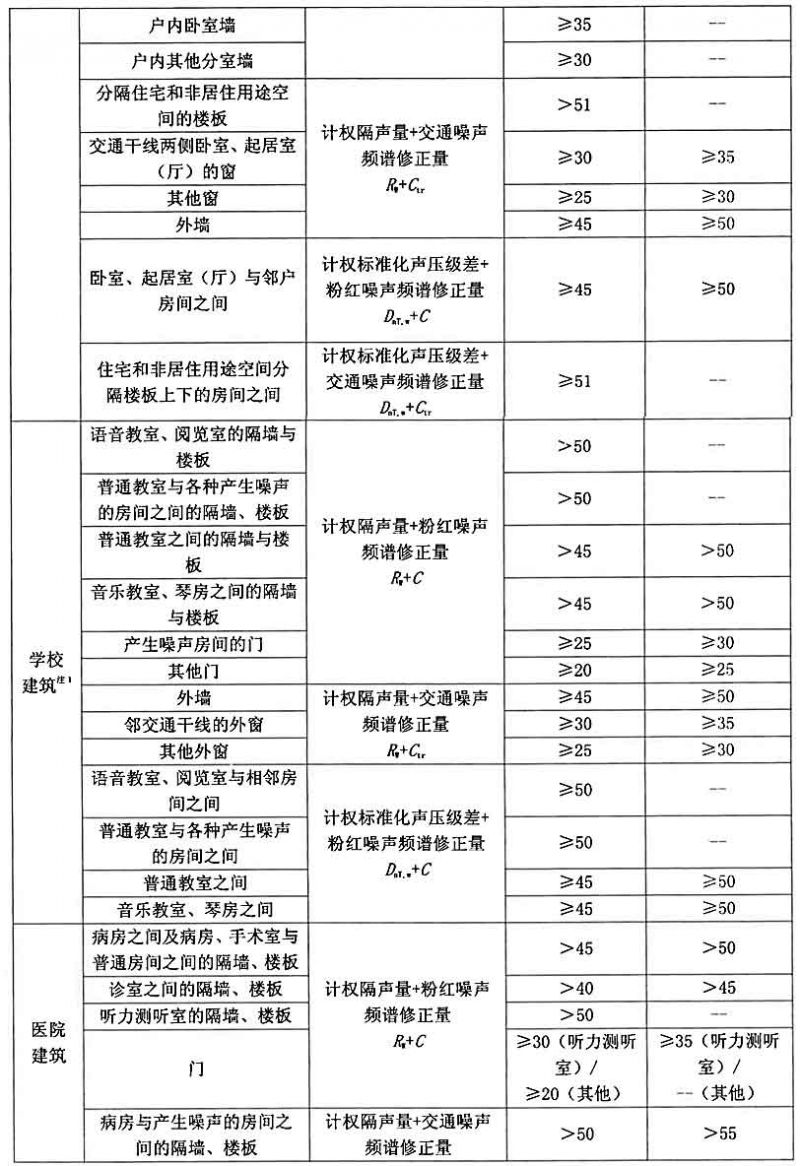 户内卧室墙 ≥35 --
户内其他分室墙 ≥30 --
分隔住宅和非居住用途空
间的楼板
>51 --
交通干线两侧卧室、起居室
（厅）的窗
≥30 ≥35
其他窗 ≥25 ≥30
外墙 ≥45 ≥50
计权隔声量+交通噪声
频谱修正量
Rw+Ctr
卧室、起居室（厅）与邻户
房间之间
计权标准化声压级差+
粉红噪声频谱修正量
DnT,w+C
≥45 ≥50
住宅和非居住用途空间分
隔楼板上下的房间之间
计权标准化声压级差+
交通噪声频谱修正量
DnT,w+Ctr
≥51 --
学校
建筑注1
语音教室、阅览室的隔墙与
楼板
>50 --
普通教室与各种产生噪声
的房间之间的隔墙、楼板
>50 --
普通教室之间的隔墙与楼
板
>45 >50
音乐教室、琴房之间的隔墙
与楼板
>45 >50
产生噪声房间的门 ≥25 ≥30
其他门 ≥20 ≥25
计权隔声量+粉红噪声
频谱修正量
Rw+C
外墙 ≥45 ≥50
邻交通干线的外窗 ≥30 ≥35
其他外窗 ≥25 ≥30
计权隔声量+交通噪声
频谱修正量
Rw+Ctr
语音教室、阅览室与相邻房
间之间
≥50 --
普通教室与各种产生噪声
的房间之间
≥50 --
普通教室之间 ≥45 ≥50
音乐教室、琴房之间 ≥45 ≥50
计权标准化声压级差+
粉红噪声频谱修正量
DnT,w+C
医院
建筑
病房之间及病房、手术室与
普通房间之间的隔墙、楼板
>45 >50
诊室之间的隔墙、楼板 >40 >45
听力测听室的隔墙、楼板 >50 --
门
≥30（听力测听
室）/
≥20（其他）
≥35（听力测听
室）/
--（其他）
计权隔声量+粉红噪声
频谱修正量
Rw+C
病房与产生噪声的房间之
间的隔墙、楼板
计权隔声量+交通噪声
频谱修正量
>50 >55